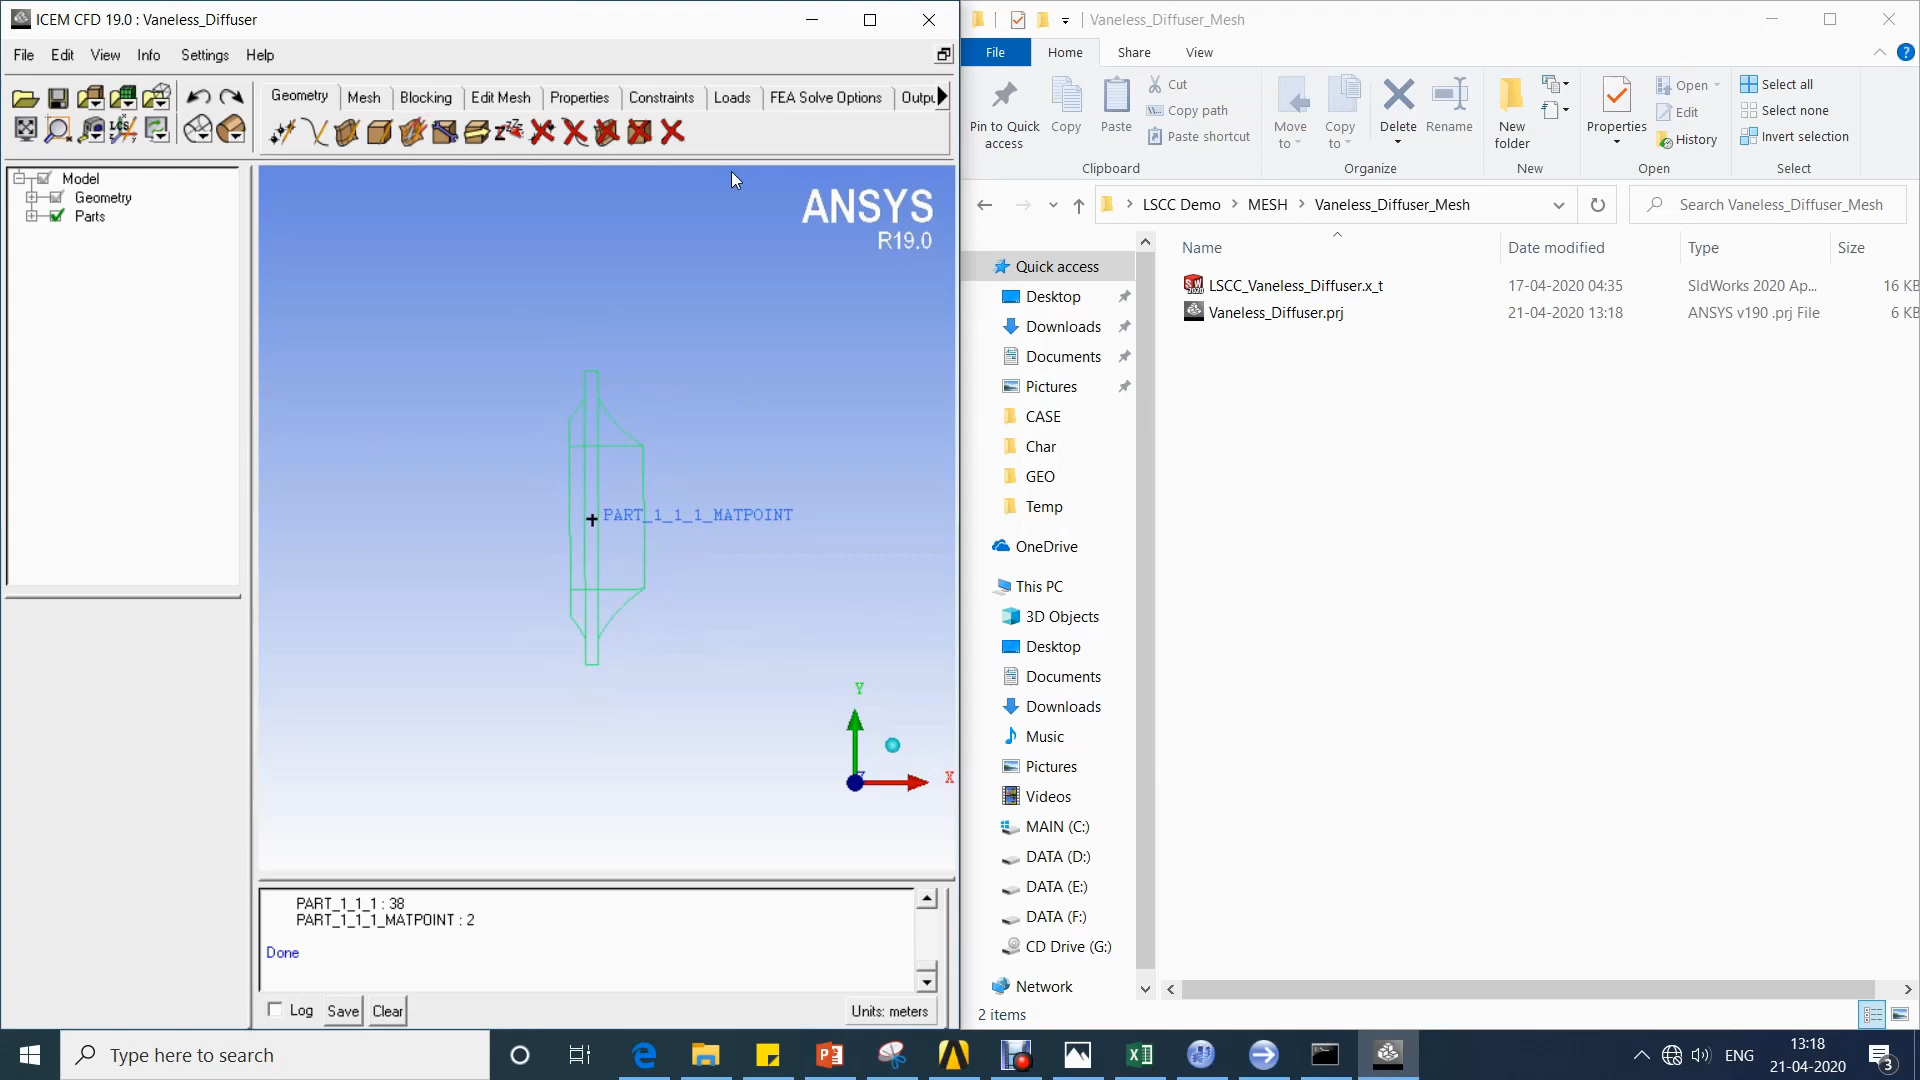 ICEM CFD 19.0 : Vaneless_Diffuser
File Edit View Info Settings Help
Geometry Mesh Blocking Edit Mesh Properties Constraints Loads FEA Solve Options
Model
Geometry
Parts
ANSYS
R19.0
PART_1_1_1_MATPOINT
Y
X
PART_1_1_1 : 38
PART_1_1_1_MATPOINT : 2
Done
Log Save Clear Units: meters
Vaneless_Diffuser_Mesh
File Home Share View
Pin to Quick access
Copy
Paste
Cut
Copy path
Paste shortcut
Clipboard
Move to
Copy to
Delete
Rename
Organize
New folder
New
Properties
Open
Edit
History
Open
Select all
Select none
Invert selection
Select
LSCC Demo MESH Vaneless_Diffuser_Mesh
Search Vaneless_Diffuser_Mesh
Name Date modified Type Size
LSCC_Vaneless_Diffuser.x_t 17-04-2020 04:35 SldWorks 2020 Ap... 16 KB
Vaneless_Diffuser.prj 21-04-2020 13:18 ANSYS v190 .prj File 6 KB
Quick access
Desktop
Downloads
Documents
Pictures
CASE
Char
GEO
Temp
OneDrive
This PC
3D Objects
Desktop
Documents
Downloads
Music
Pictures
Videos
MAIN (C:)
DATA (D:)
DATA (E:)
DATA (F:)
CD Drive (G:)
Network
2 items
Type here to search
ENG
13:18
21-04-2020
3